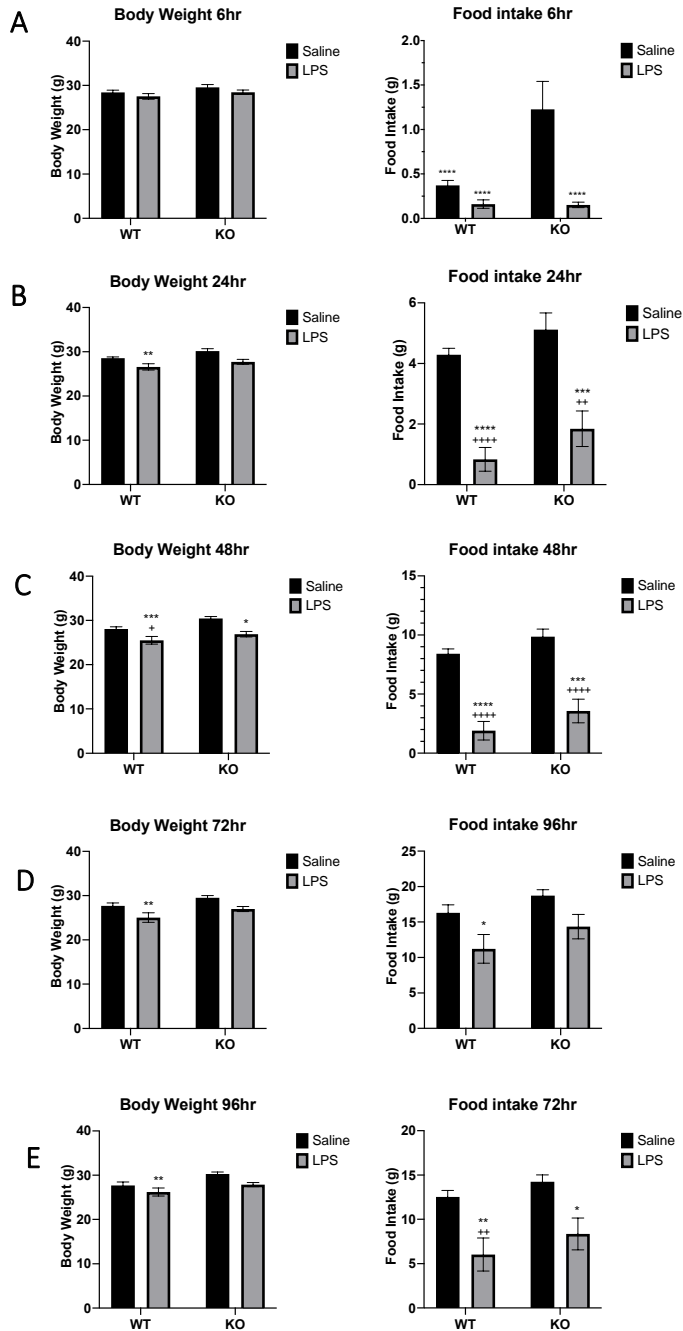 A
Body Weight 6hr
Body Weight (g)
40
30
20
10
0
WT
KO
Saline
LPS
Food intake 6hr
Food Intake (g)
2.0
1.5
1.0
0.5
0.0
****
****
****
WT
KO
Saline
LPS
B
Body Weight 24hr
Body Weight (g)
40
30
20
10
0
**
WT
KO
Saline
LPS
Food intake 24hr
Food Intake (g)
6
4
2
0
****
++++
***
++
WT
KO
Saline
LPS
C
Body Weight 48hr
Body Weight (g)
40
30
20
10
0
***
+
*
WT
KO
Saline
LPS
Food intake 48hr
Food Intake (g)
15
10
5
0
****
++++
***
++++
WT
KO
Saline
LPS
D
Body Weight 72hr
Body Weight (g)
40
30
20
10
0
**
WT
KO
Saline
LPS
Food intake 96hr
Food Intake (g)
25
20
15
10
5
0
*
WT
KO
Saline
LPS
E
Body Weight 96hr
Body Weight (g)
40
30
20
10
0
**
WT
KO
Saline
LPS
Food intake 72hr
Food Intake (g)
20
15
10
5
0
**
++
*
WT
KO
Saline
LPS